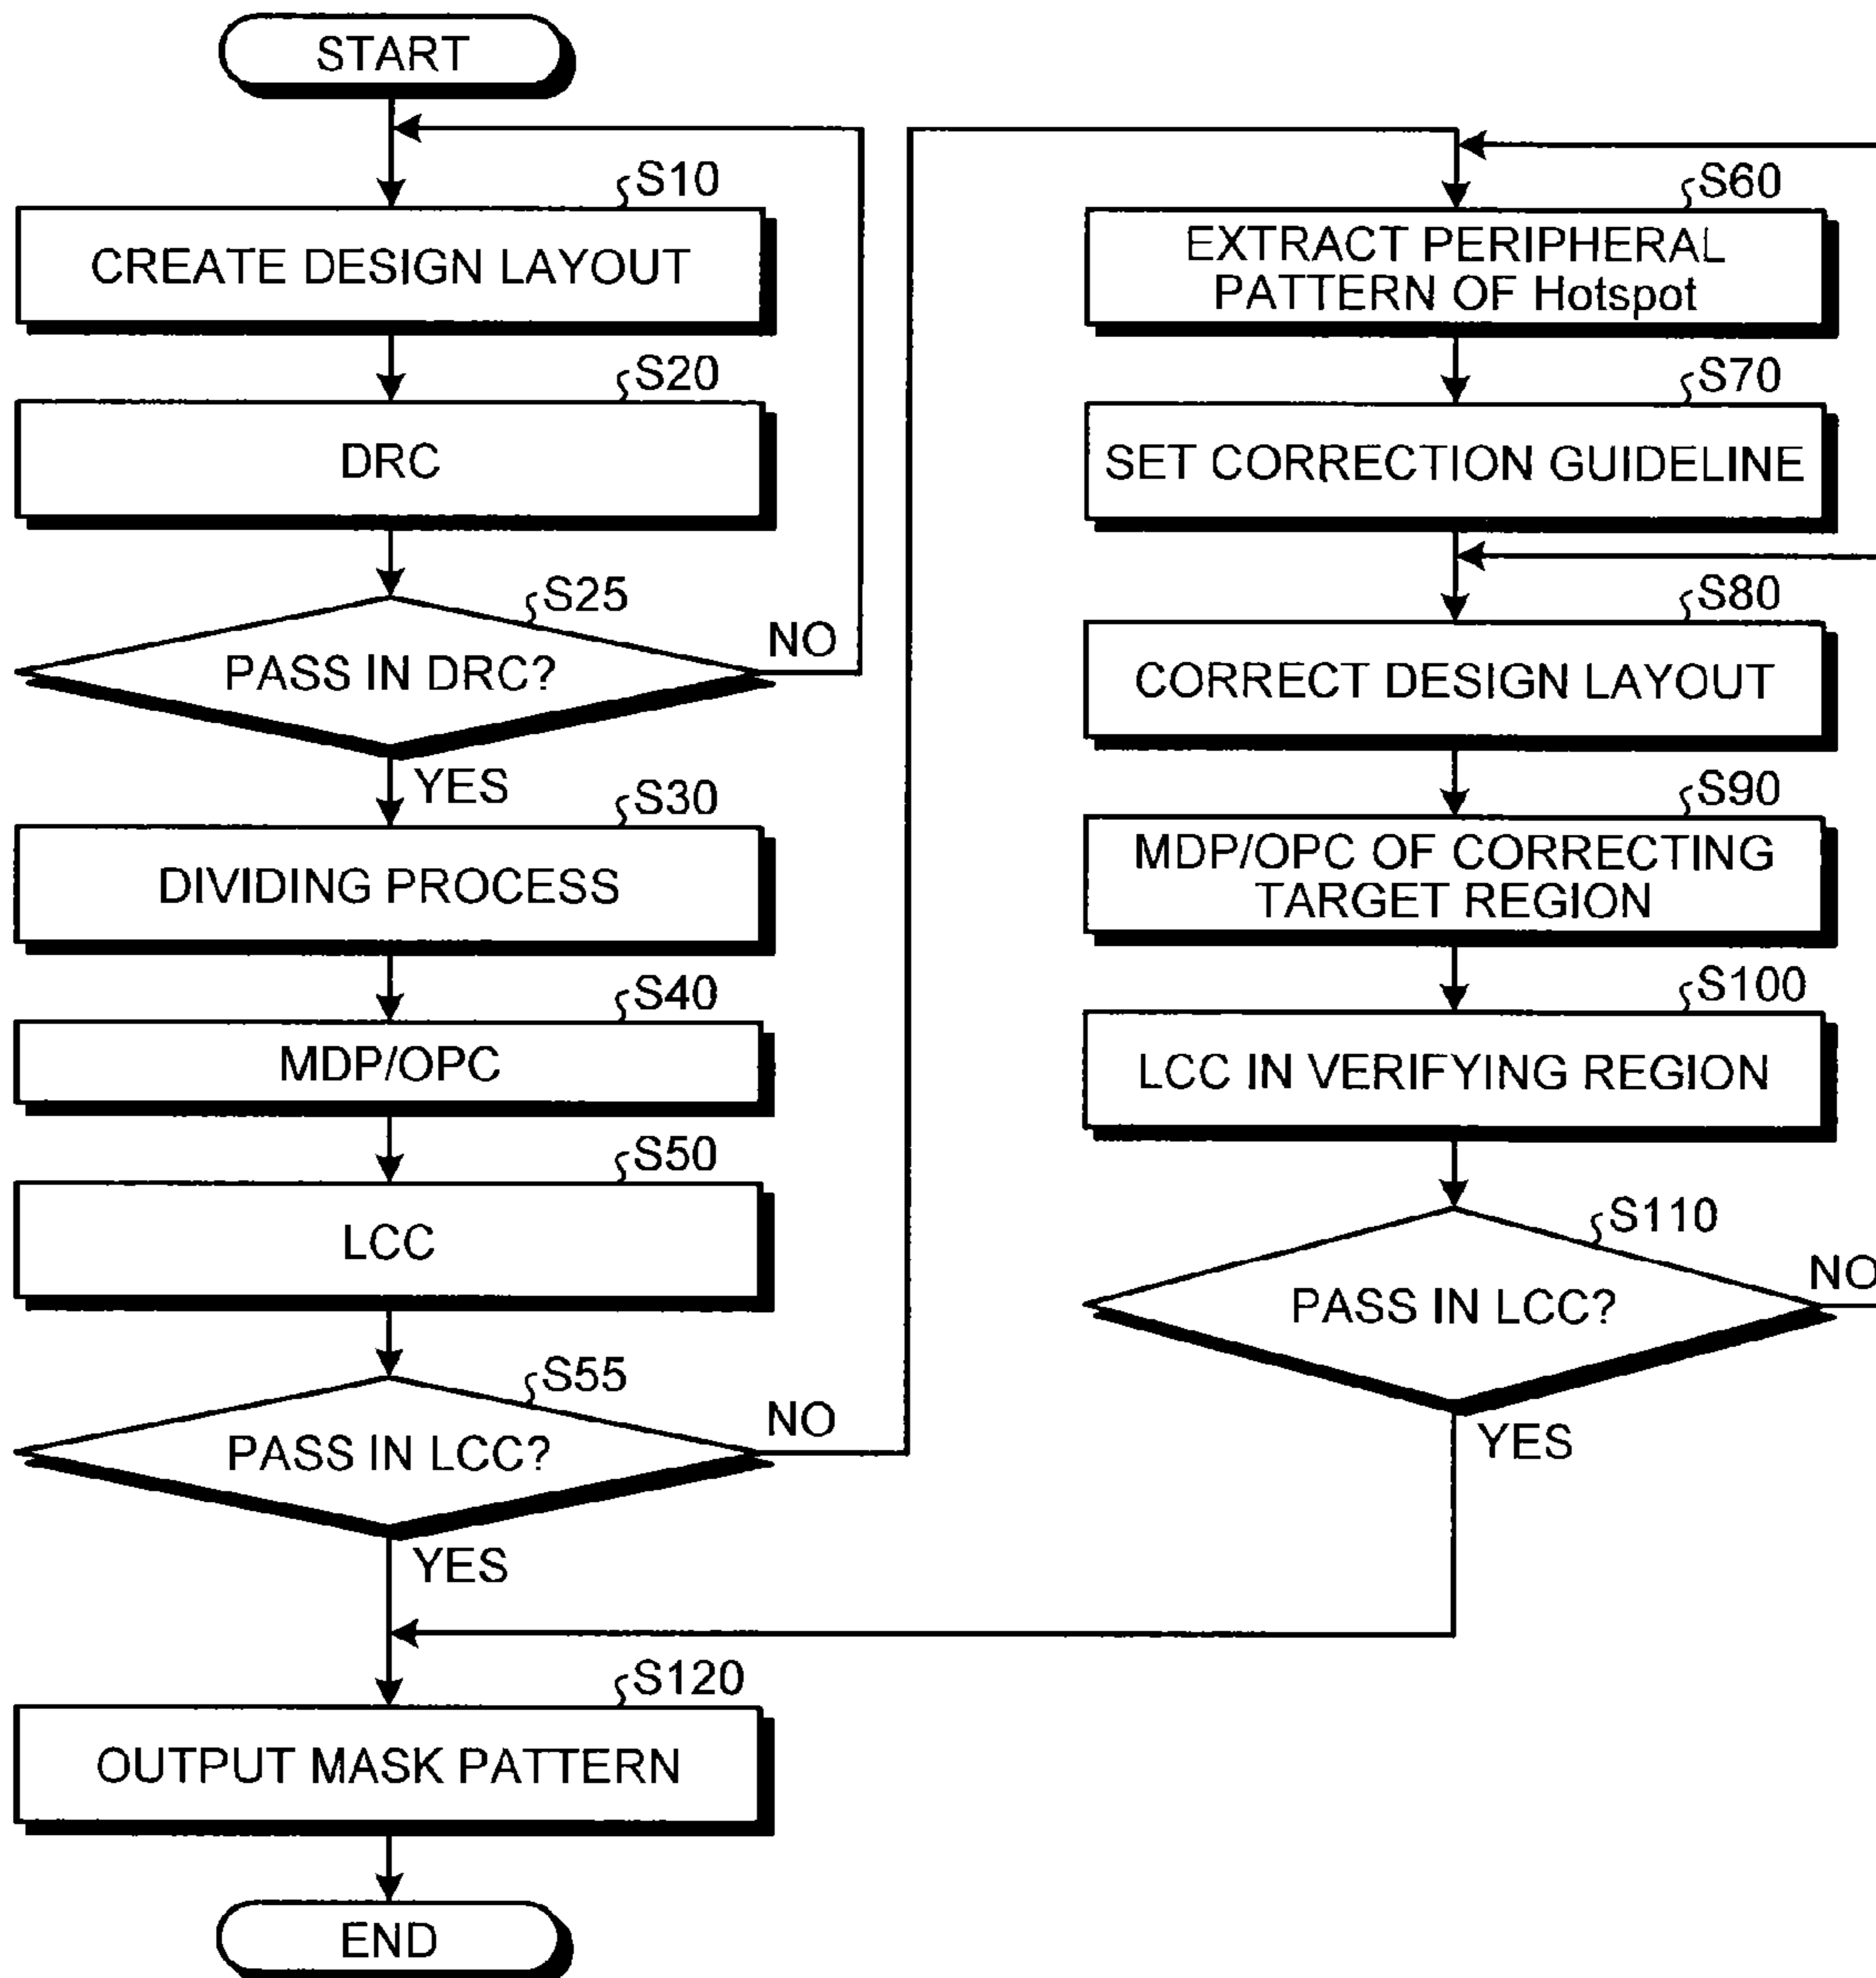 START
S10
CREATE DESIGN LAYOUT
S20
DRC
S25
PASS IN DRC?
NO
YES
S30
DIVIDING PROCESS
S40
MDP/OPC
S50
LCC
S55
PASS IN LCC?
NO
YES
S60
EXTRACT PERIPHERAL
PATTERN OF Hotspot
S70
SET CORRECTION GUIDELINE
S80
CORRECT DESIGN LAYOUT
S90
MDP/OPC OF CORRECTING
TARGET REGION
S100
LCC IN VERIFYING REGION
S110
PASS IN LCC?
NO
YES
S120
OUTPUT MASK PATTERN
END